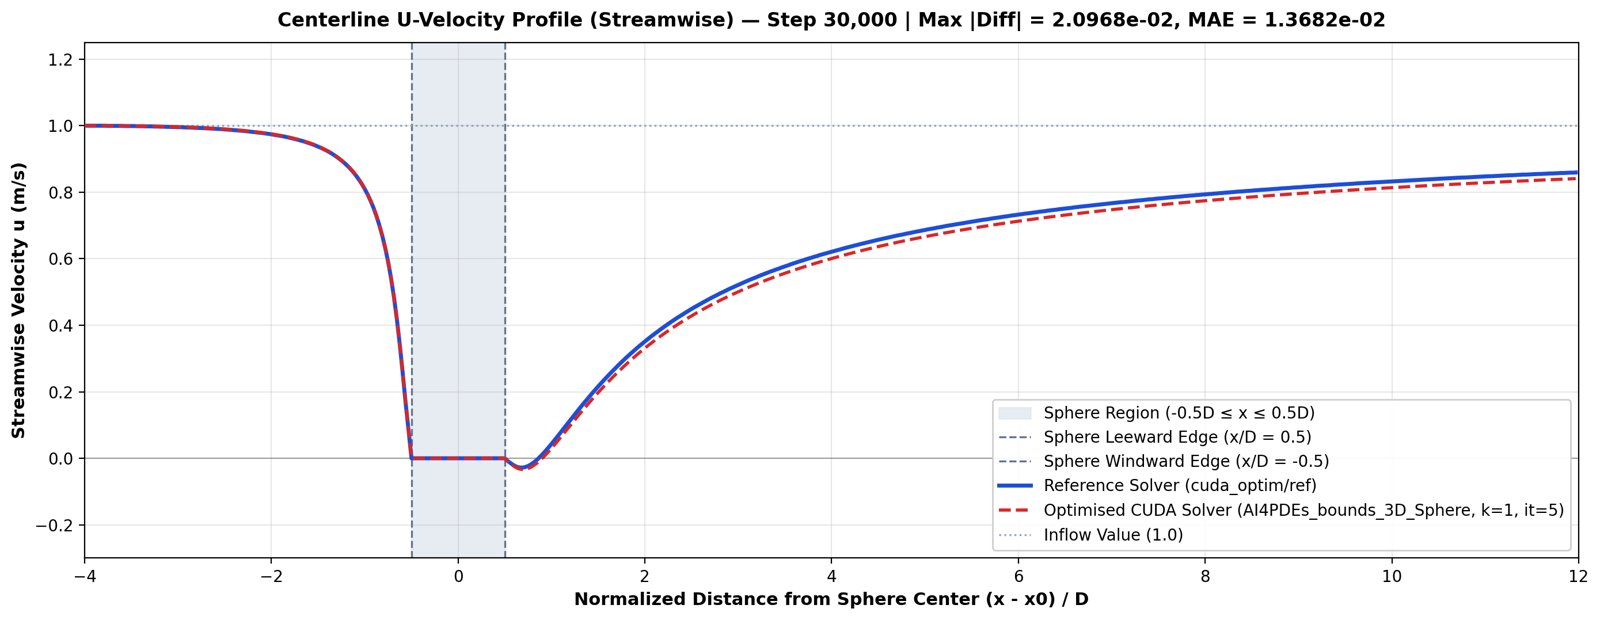 Centerline U-Velocity Profile (Streamwise) — Step 30,000 | Max |Diff| = 2.0968e-02, MAE = 1.3682e-02
Streamwise Velocity u (m/s)
1.2
1.0
0.8
0.6
0.4
0.2
0.0
−0.2
Sphere Region (-0.5D ≤ x ≤ 0.5D)
Sphere Leeward Edge (x/D = 0.5)
Sphere Windward Edge (x/D = -0.5)
Reference Solver (cuda_optim/ref)
Optimised CUDA Solver (AI4PDEs_bounds_3D_Sphere, k=1, it=5)
Inflow Value (1.0)
−4 −2 0 2 4 6 8 10 12
Normalized Distance from Sphere Center (x - x0) / D